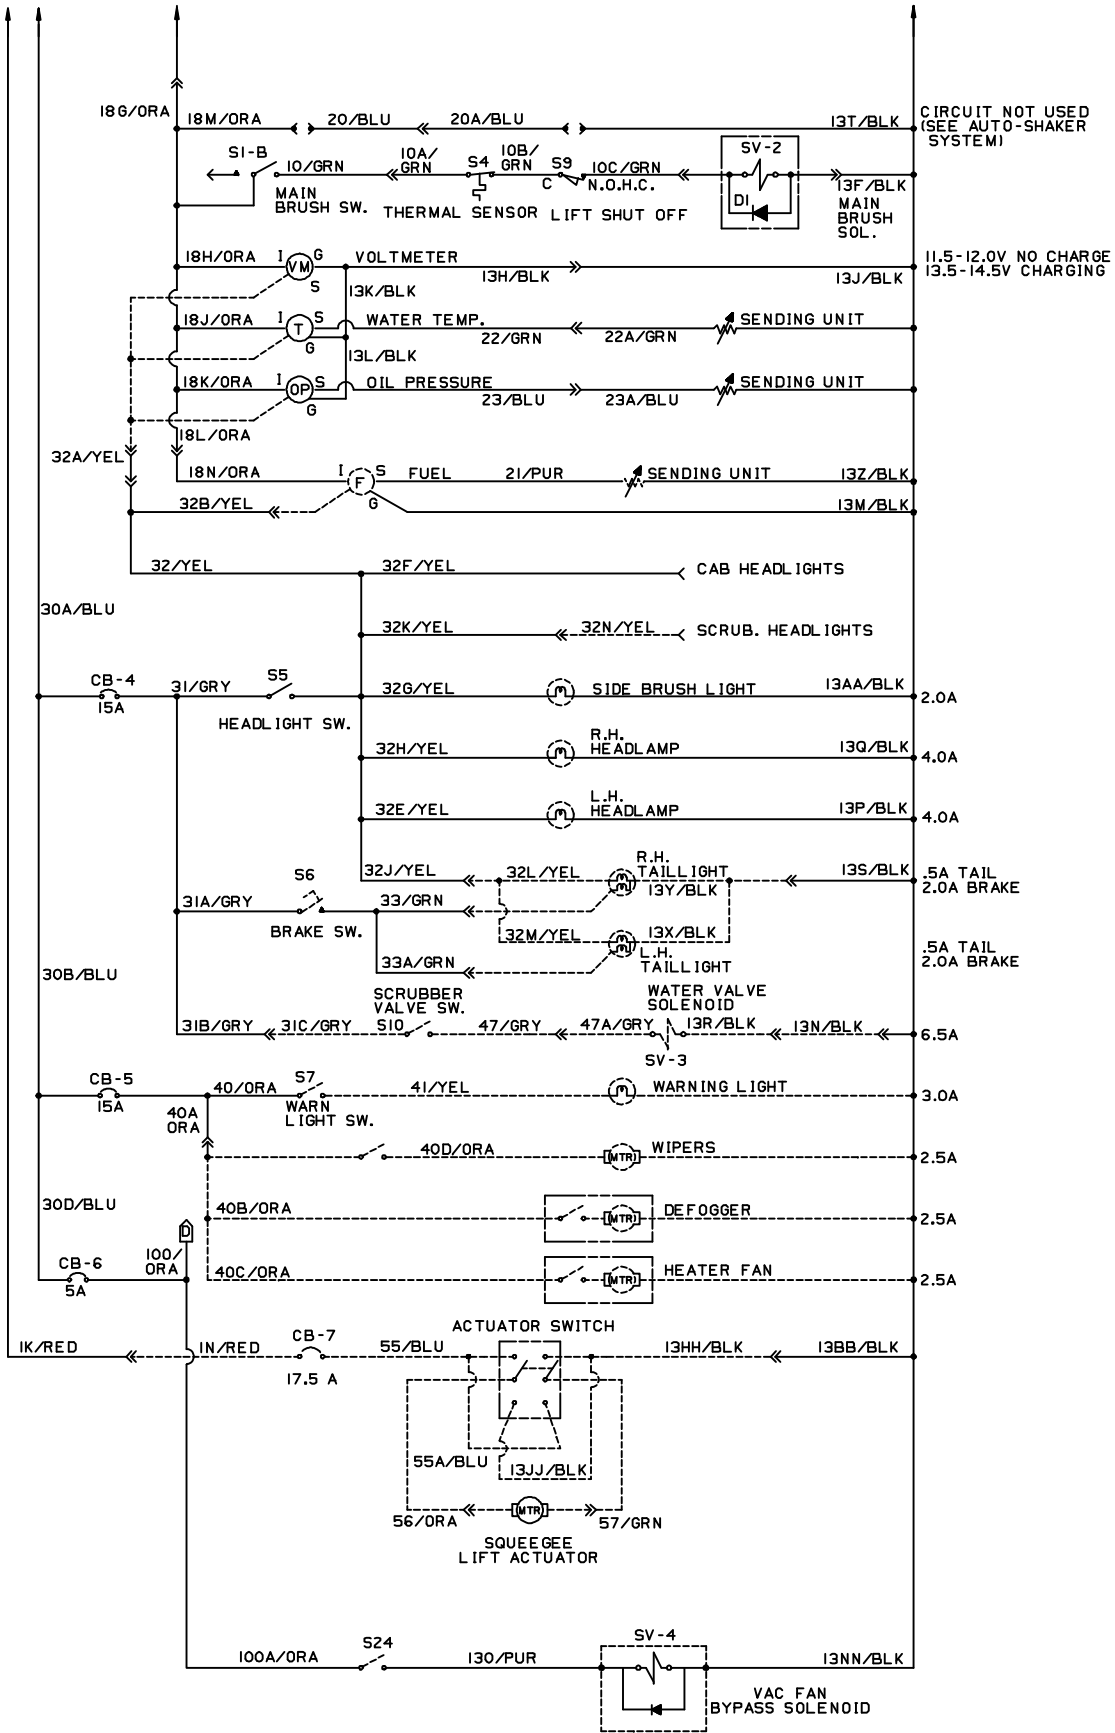 18G/ORA
18M/ORA
20/BLU
20A/BLU
13T/BLK
CIRCUIT NOT USED
(SEE AUTO-SHAKER
SYSTEM)
S1-B
10/GRN
10A/
GRN
S4
10B/
GRN
S9
C
10C/GRN
N.O.H.C.
SV-2
D1
13F/BLK
MAIN
BRUSH
SOL.
MAIN
BRUSH SW.
THERMAL SENSOR
LIFT SHUT OFF
18H/ORA
I
VM
G
S
VOLTMETER
13H/BLK
13J/BLK
11.5-12.0V NO CHARGE
13.5-14.5V CHARGING
13K/BLK
18J/ORA
I
T
S
G
WATER TEMP.
22/GRN
22A/GRN
SENDING UNIT
13L/BLK
18K/ORA
I
OP
S
G
OIL PRESSURE
23/BLU
23A/BLU
SENDING UNIT
18L/ORA
32A/YEL
18N/ORA
I
F
S
G
FUEL
21/PUR
SENDING UNIT
13Z/BLK
32B/YEL
13M/BLK
32/YEL
32F/YEL
CAB HEADLIGHTS
30A/BLU
32K/YEL
32N/YEL
SCRUB. HEADLIGHTS
CB-4
15A
31/GRY
S5
HEADLIGHT SW.
32G/YEL
SIDE BRUSH LIGHT
13AA/BLK
2.0A
32H/YEL
R.H.
HEADLAMP
13Q/BLK
4.0A
32E/YEL
L.H.
HEADLAMP
13P/BLK
4.0A
32J/YEL
32L/YEL
R.H.
TAILLIGHT
13Y/BLK
13S/BLK
.5A TAIL
2.0A BRAKE
31A/GRY
S6
BRAKE SW.
33/GRN
32M/YEL
13X/BLK
L.H.
TAILLIGHT
.5A TAIL
2.0A BRAKE
33A/GRN
30B/BLU
31B/GRY
31C/GRY
SCRUBBER
VALVE SW.
S10
47/GRY
47A/GRY
WATER VALVE
SOLENOID
SV-3
13R/BLK
13N/BLK
6.5A
CB-5
15A
40/ORA
S7
WARN
LIGHT SW.
41/YEL
WARNING LIGHT
3.0A
40A
ORA
40D/ORA
MTR
WIPERS
2.5A
30D/BLU
D
40B/ORA
MTR
DEFOGGER
2.5A
CB-6
5A
100/
ORA
40C/ORA
MTR
HEATER FAN
2.5A
ACTUATOR SWITCH
1K/RED
1N/RED
CB-7
17.5 A
55/BLU
13HH/BLK
13BB/BLK
55A/BLU
13JJ/BLK
56/ORA
MTR
57/GRN
SQUEEGEE
LIFT ACTUATOR
100A/ORA
S24
130/PUR
SV-4
13NN/BLK
VAC FAN
BYPASS SOLENOID